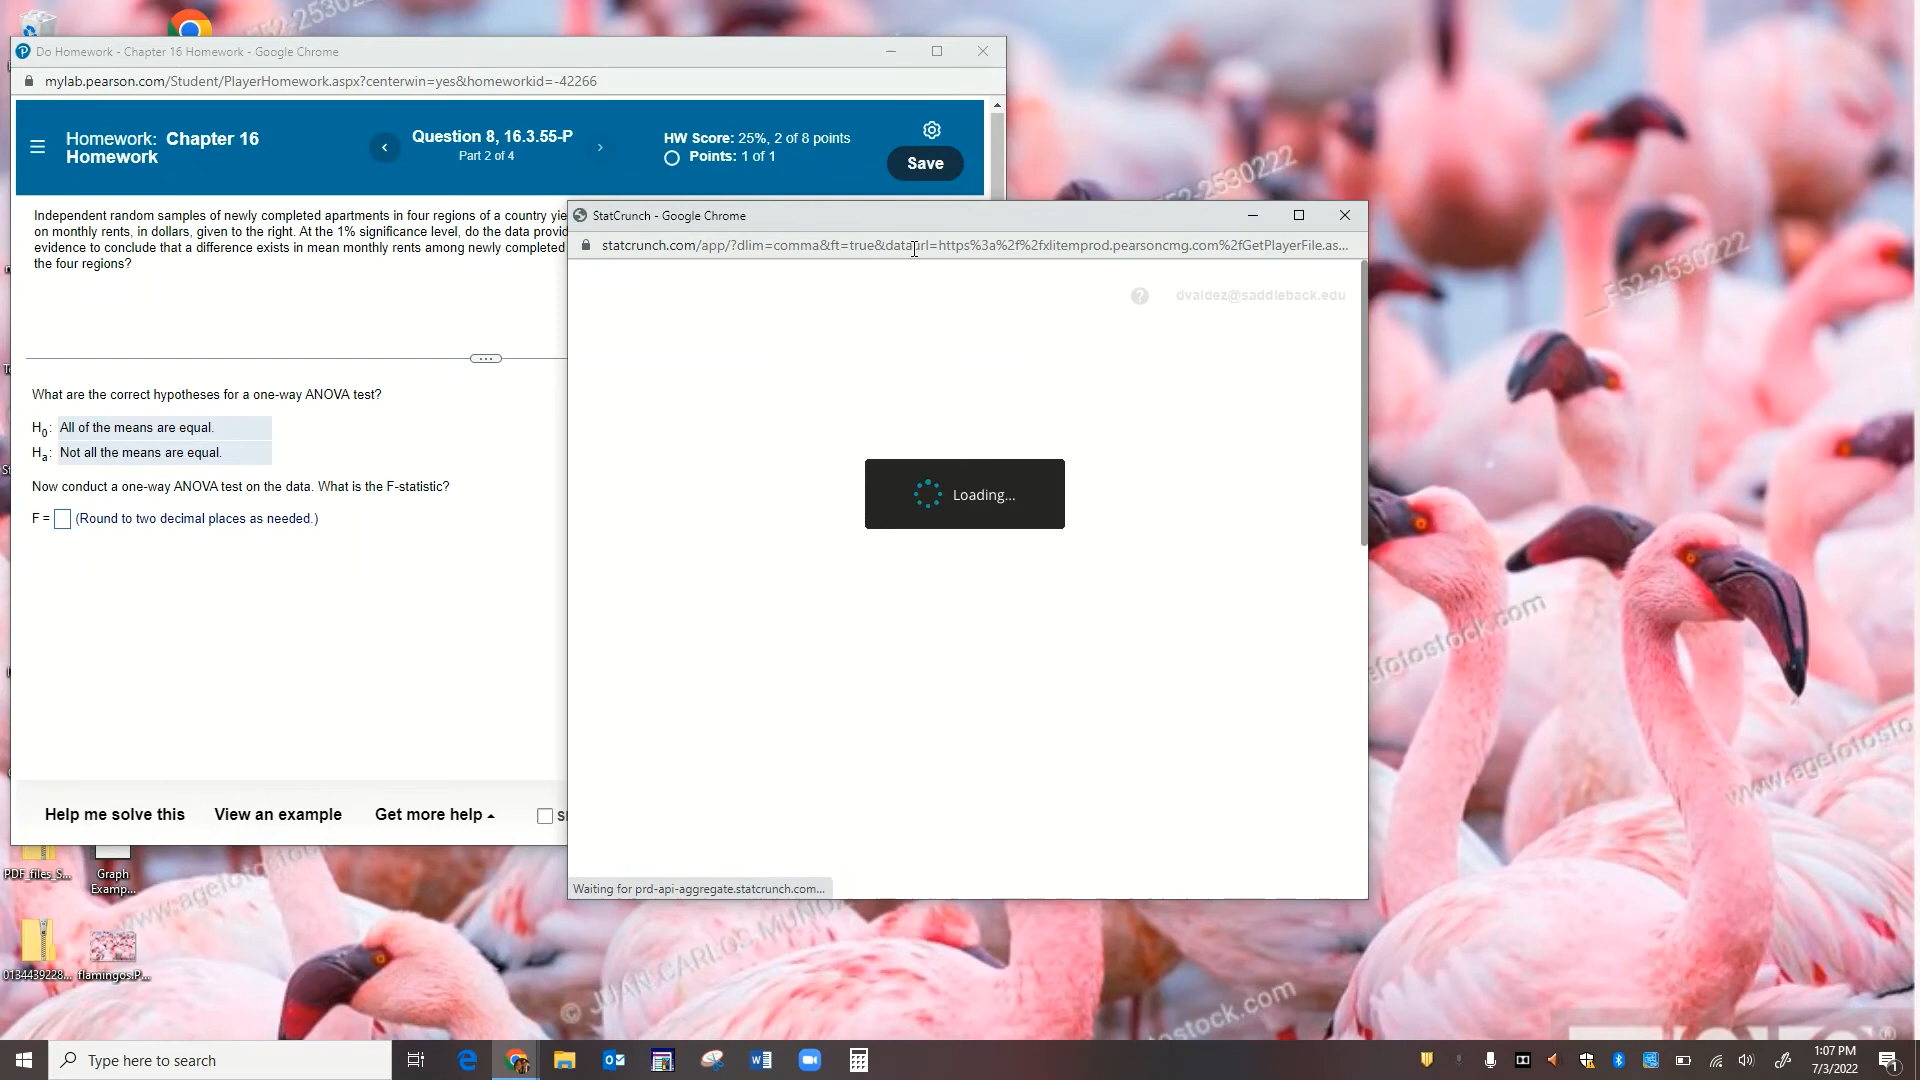 Do Homework - Chapter 16 Homework - Google Chrome
mylab.pearson.com/Student/PlayerHomework.aspx?centerwin=yes&homeworkid=-42266
Homework: Chapter 16
Homework
Question 8, 16.3.55-P
Part 2 of 4
HW Score: 25%, 2 of 8 points
Points: 1 of 1
Save
Independent random samples of newly completed apartments in four regions of a country yie
on monthly rents, in dollars, given to the right. At the 1% significance level, do the data provid
evidence to conclude that a difference exists in mean monthly rents among newly completed
the four regions?
What are the correct hypotheses for a one-way ANOVA test?
H0: All of the means are equal.
Ha: Not all the means are equal.
Now conduct a one-way ANOVA test on the data. What is the F-statistic?
F = (Round to two decimal places as needed.)
Help me solve this
View an example
Get more help
StatCrunch - Google Chrome
statcrunch.com/app/?dlim=comma&ft=true&dataurl=https%3a%2f%2fxlitemprod.pearsoncmg.com%2fGetPlayerFile.as...
dvaldez@saddleback.edu
Loading...
Waiting for prd-api-aggregate.statcrunch.com...
F52-2530222
www.agefotostock.com
© JUAN CARLOS MUÑOZ
PDF_files_S...
Graph
Examp...
0134439228...
flamingos.P...
Type here to search
1:07 PM
7/3/2022